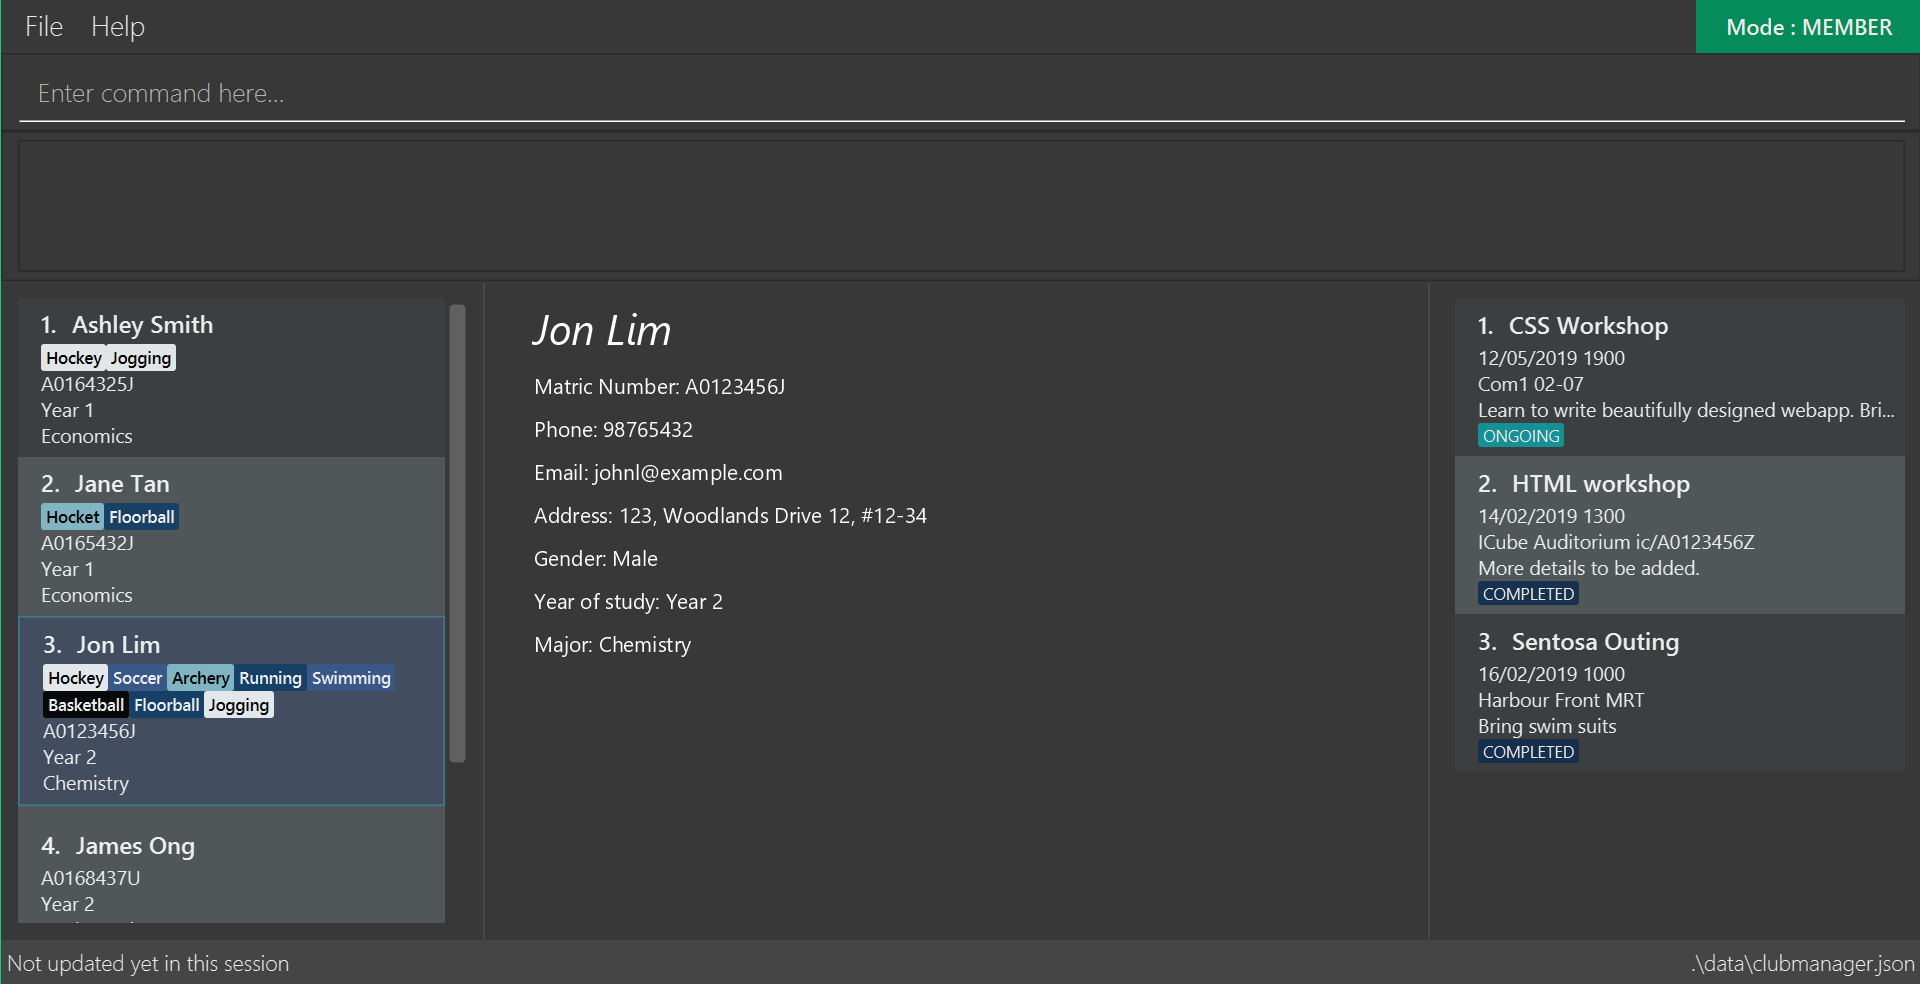 File Help Mode : MEMBER
Enter command here...
1. Ashley Smith
Hockey Jogging
A0164325J
Year 1
Economics
2. Jane Tan
Hocket Floorball
A0165432J
Year 1
Economics
3. Jon Lim
Hockey Soccer Archery Running Swimming
Basketball Floorball Jogging
A0123456J
Year 2
Chemistry
4. James Ong
A0168437U
Year 2
Jon Lim
Matric Number: A0123456J
Phone: 98765432
Email: johnl@example.com
Address: 123, Woodlands Drive 12, #12-34
Gender: Male
Year of study: Year 2
Major: Chemistry
1. CSS Workshop
12/05/2019 1900
Com1 02-07
Learn to write beautifully designed webapp. Bri...
ONGOING
2. HTML workshop
14/02/2019 1300
ICube Auditorium ic/A0123456Z
More details to be added.
COMPLETED
3. Sentosa Outing
16/02/2019 1000
Harbour Front MRT
Bring swim suits
COMPLETED
Not updated yet in this session
.\data\clubmanager.json